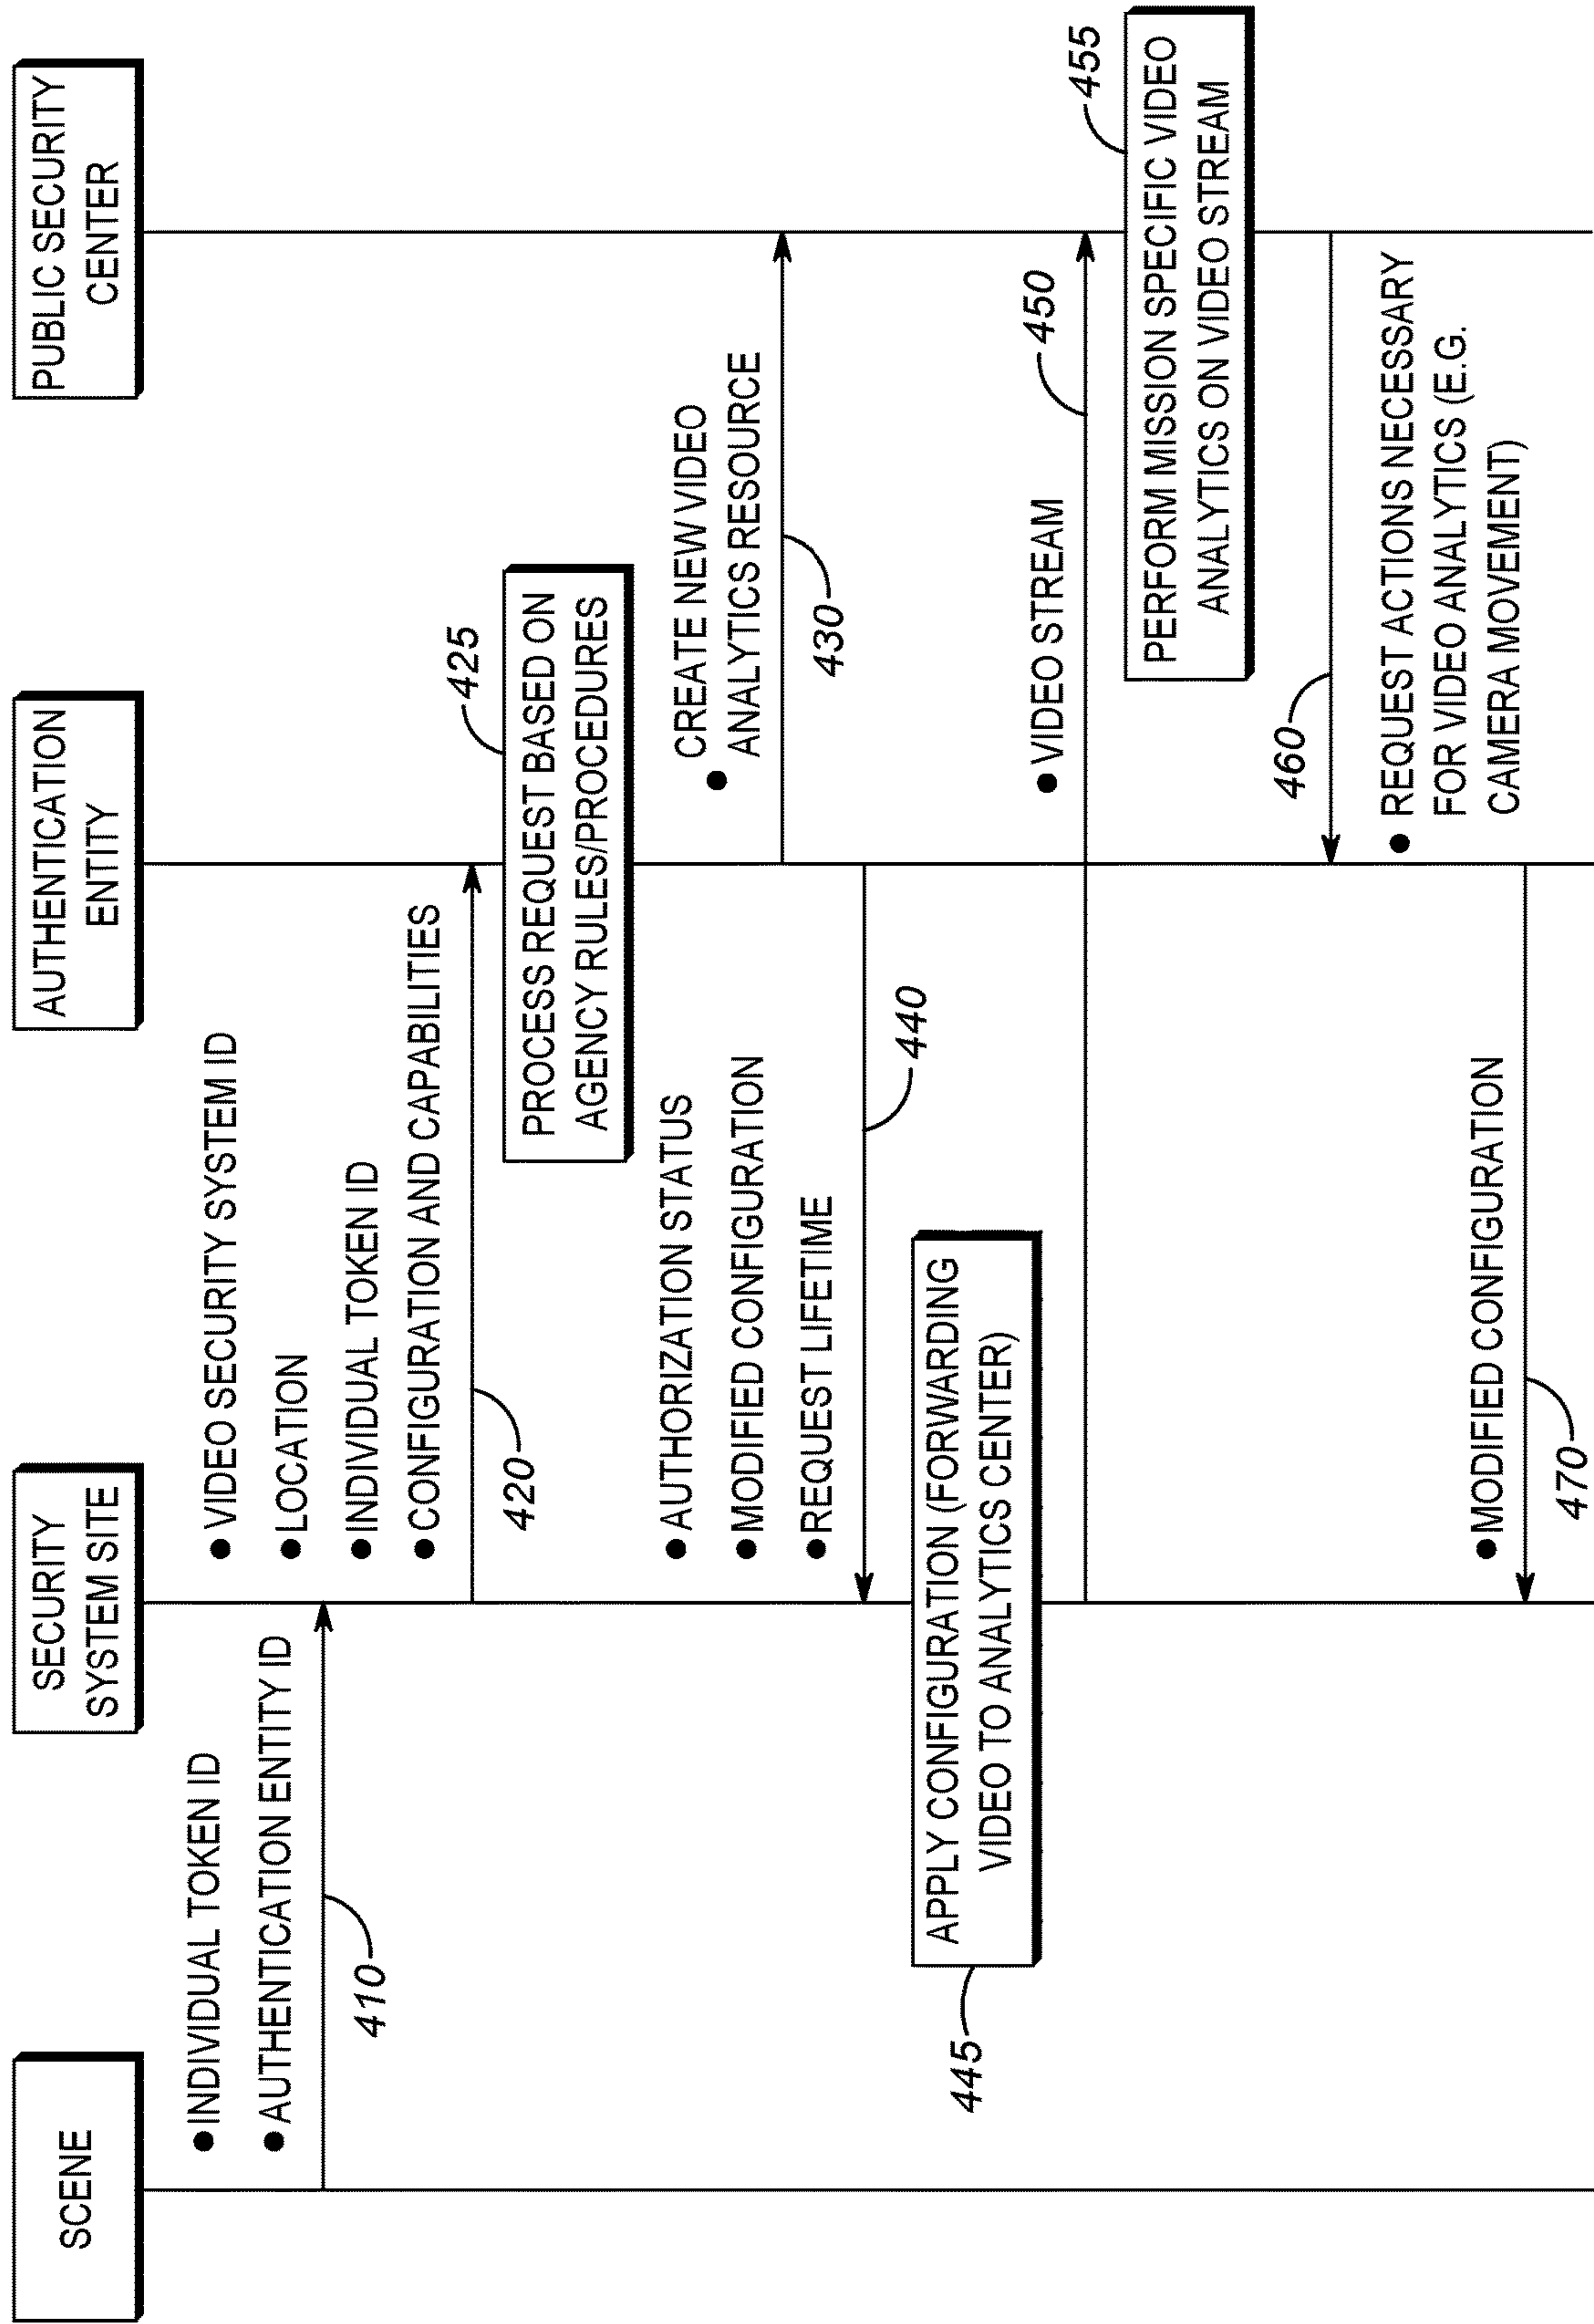 SCENE
SECURITY
SYSTEM SITE
AUTHENTICATION
ENTITY
PUBLIC SECURITY
CENTER
● INDIVIDUAL TOKEN ID
● AUTHENTICATION ENTITY ID
410
● VIDEO SECURITY SYSTEM ID
● LOCATION
● INDIVIDUAL TOKEN ID
● CONFIGURATION AND CAPABILITIES
420
425
PROCESS REQUEST BASED ON
AGENCY RULES/PROCEDURES
● CREATE NEW VIDEO
ANALYTICS RESOURCE
430
● AUTHORIZATION STATUS
● MODIFIED CONFIGURATION
● REQUEST LIFETIME
440
APPLY CONFIGURATION (FORWARDING
VIDEO TO ANALYTICS CENTER)
445
● VIDEO STREAM
450
455
PERFORM MISSION SPECIFIC VIDEO
ANALYTICS ON VIDEO STREAM
460
● REQUEST ACTIONS NECESSARY
FOR VIDEO ANALYTICS (E.G.
CAMERA MOVEMENT)
● MODIFIED CONFIGURATION
470